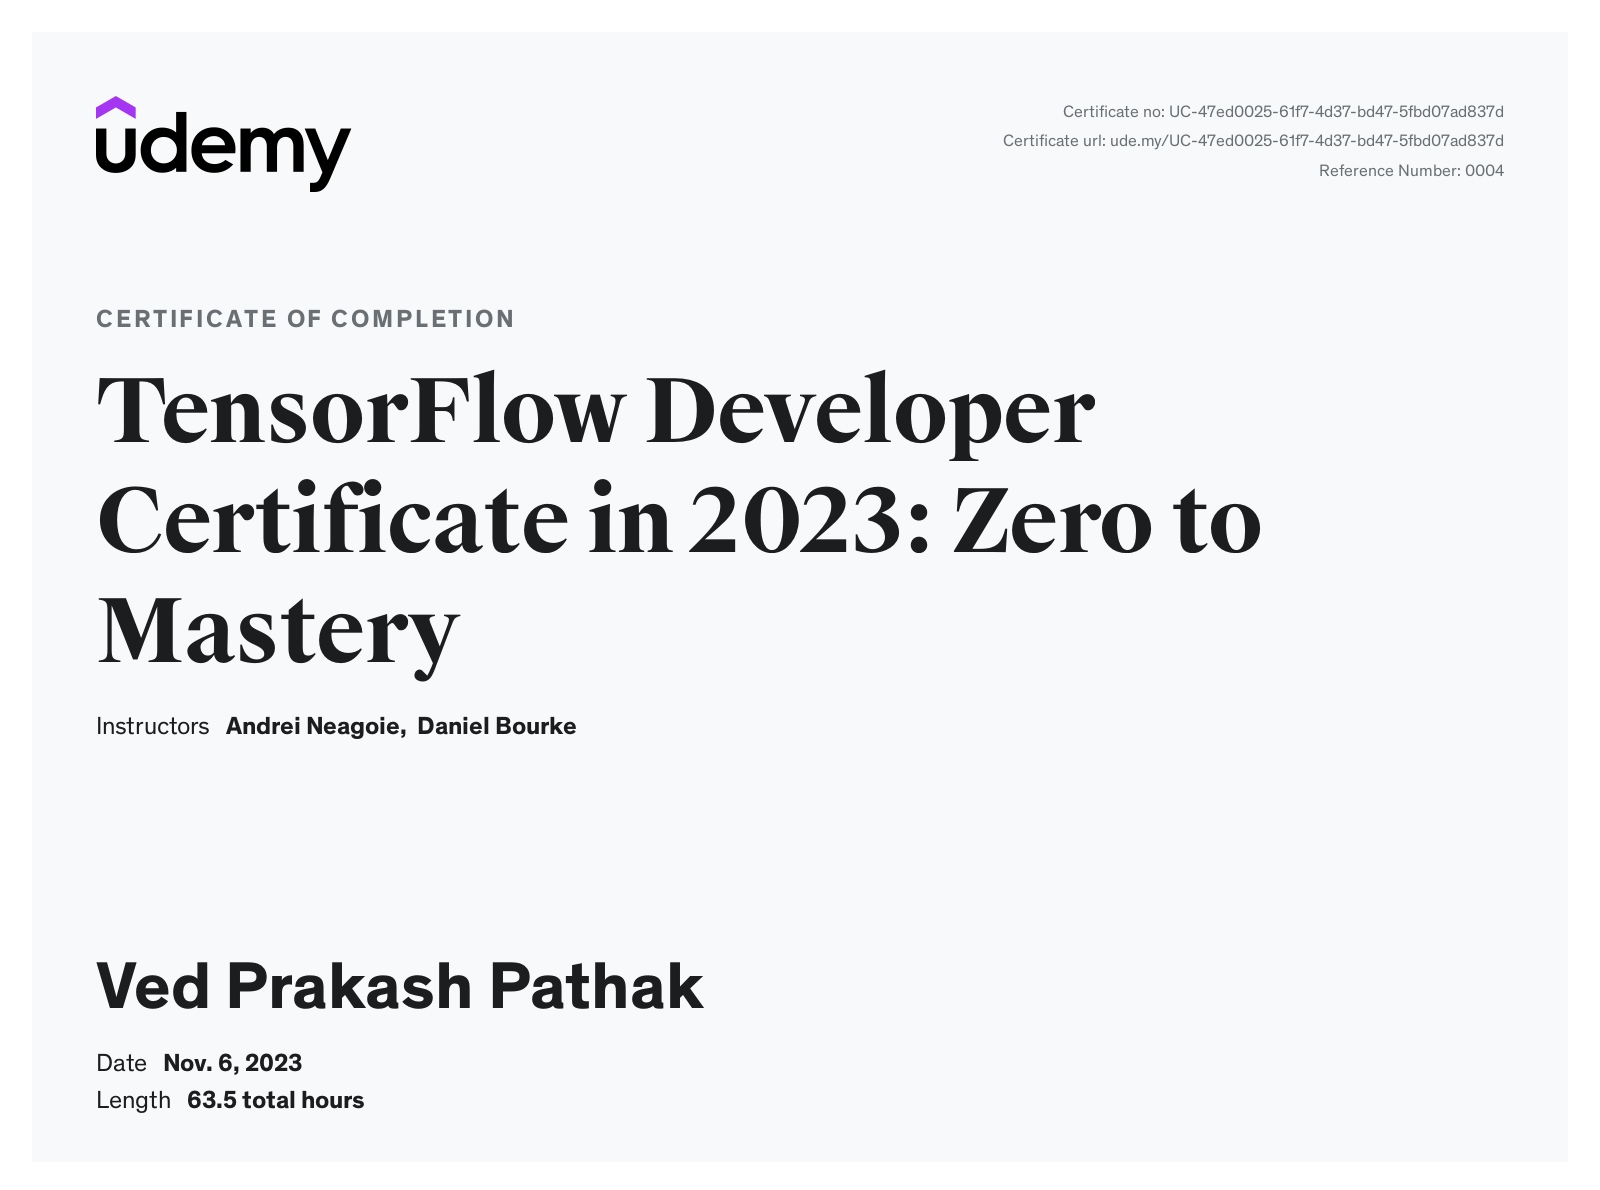 udemy
Certificate no: UC-47ed0025-61f7-4d37-bd47-5fbd07ad837d
Certificate url: ude.my/UC-47ed0025-61f7-4d37-bd47-5fbd07ad837d
Reference Number: 0004
CERTIFICATE OF COMPLETION
TensorFlow Developer
Certificate in 2023: Zero to
Mastery
Instructors Andrei Neagoie, Daniel Bourke
Ved Prakash Pathak
Date Nov. 6, 2023
Length 63.5 total hours